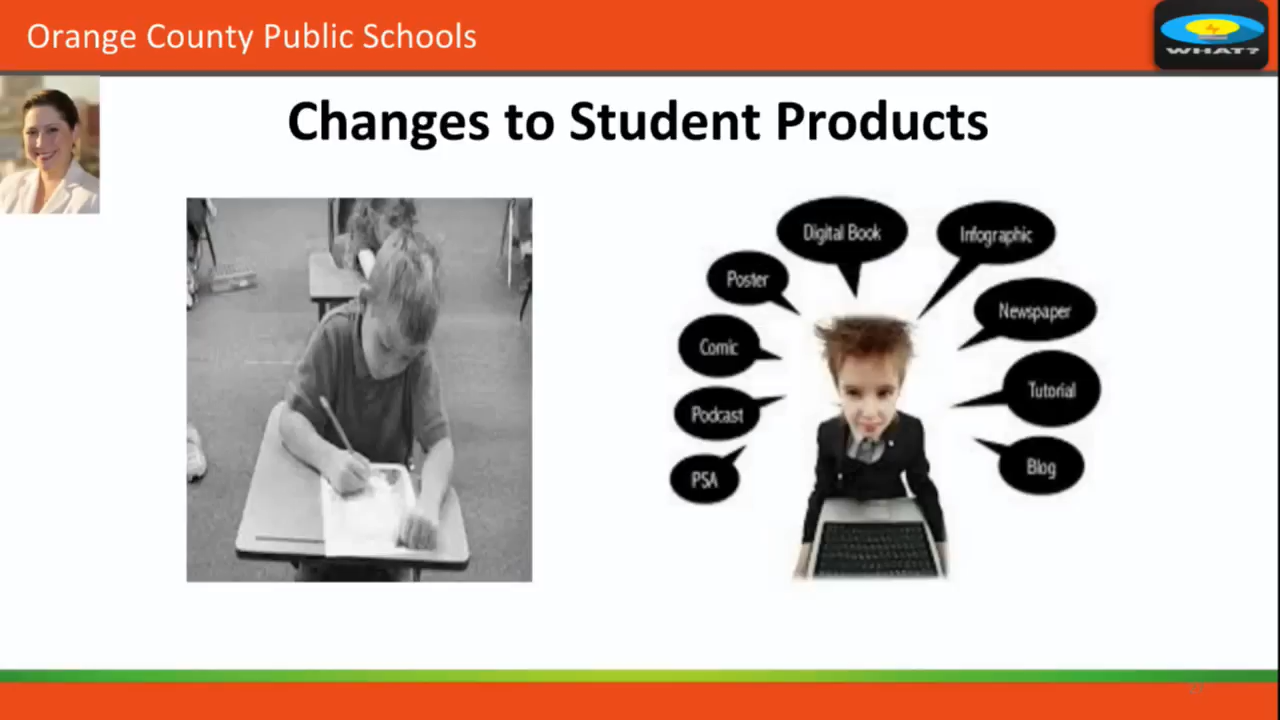 Orange County Public Schools
WHAT?
Changes to Student Products
Digital Book
Infographic
Poster
Newspaper
Comic
Tutorial
Podcast
Blog
PSA